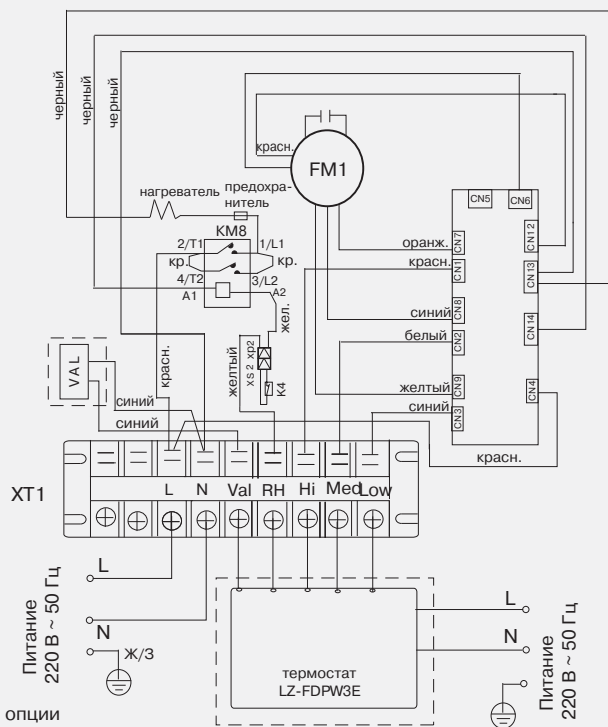 черный
черный
черный
красн.
FM1
нагреватель
предохра-
нитель
KM8
2/T1
1/L1
кр.
кр.
4/T2
3/L2
A1
A2
жел.
CN5
CN6
CN7
CN12
оранж.
CN1
CN13
красн.
CN8
синий
CN14
CN2
белый
CN9
желтый
CN4
CN3
синий
красн.
VAL
красн.
желтый
XS 2 xp2
K4
синий
синий
XT1
L N Val RH Hi Med Low
L
N
Ж/З
Питание
220 В ~ 50 Гц
термостат
LZ-FDPW3E
L
N
Питание
220 В ~ 50 Гц
опции